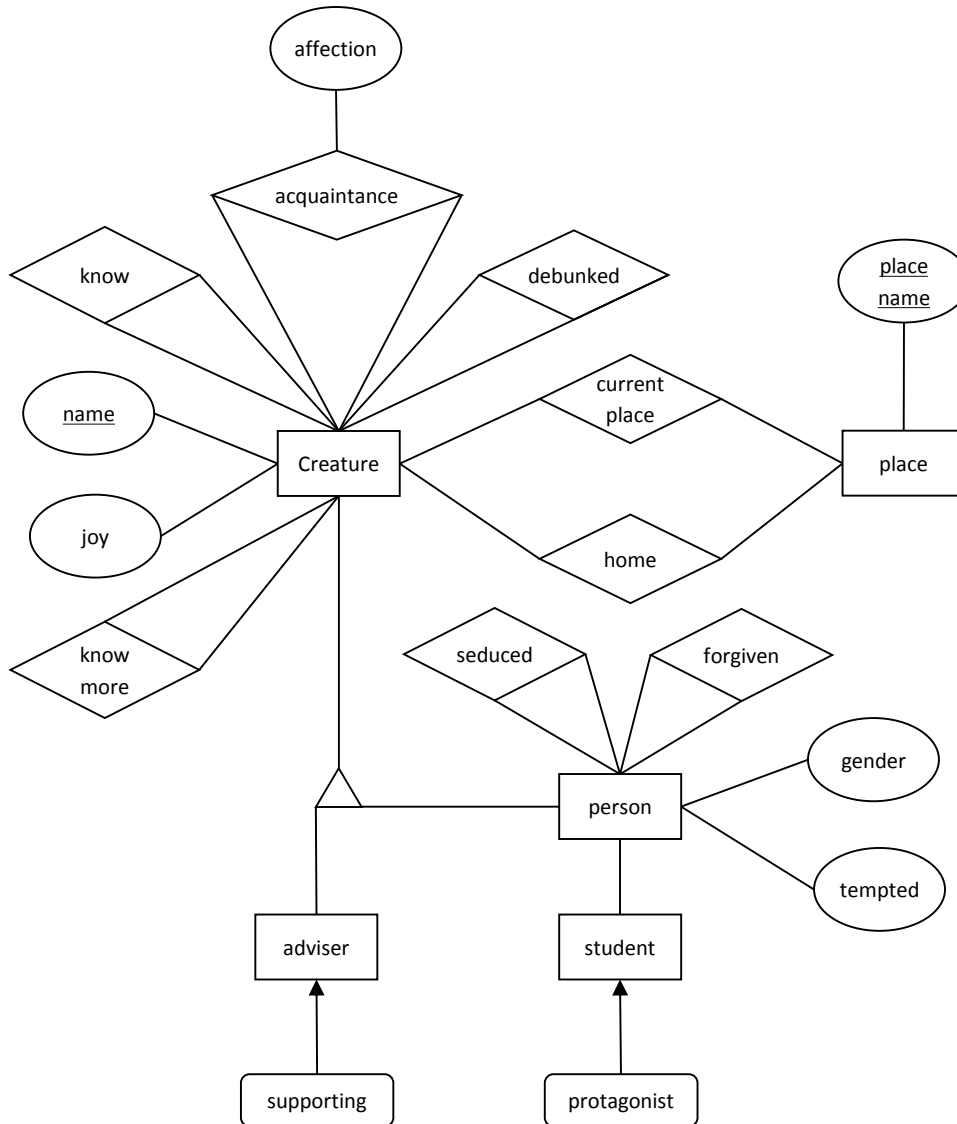 affection
acquaintance
know
debunked
place
name
current
place
name
Creature
place
joy
home
know
more
seduced
forgiven
gender
person
tempted
adviser
student
supporting
protagonist